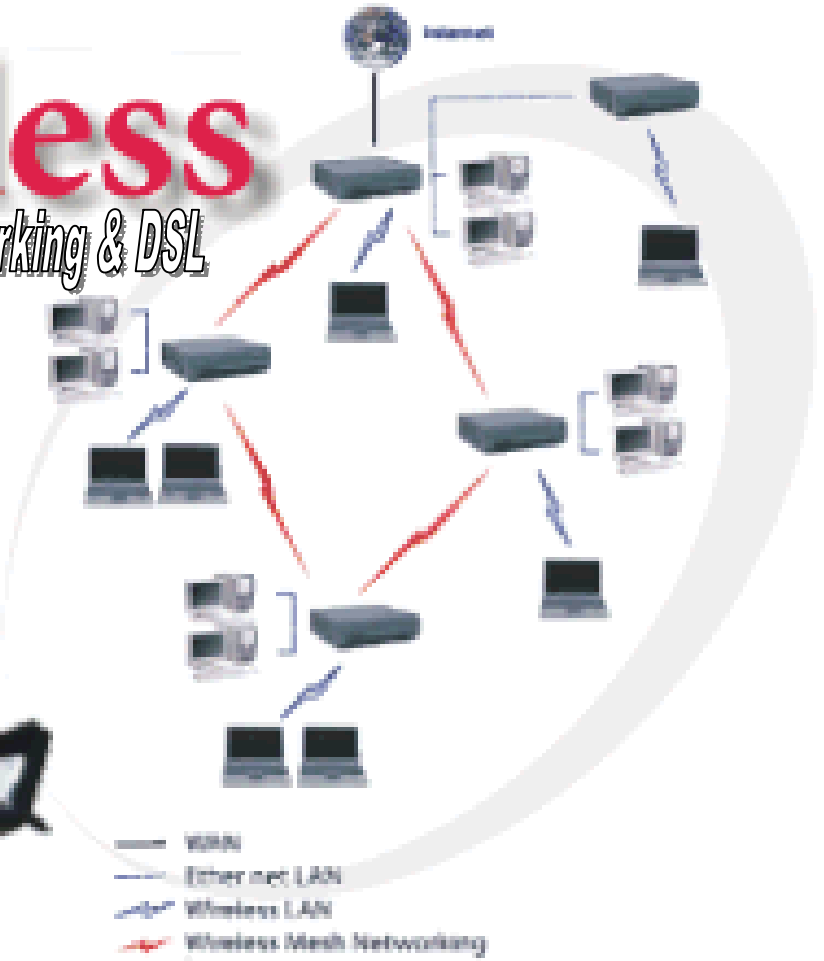 Internet
less
rking & DSL
WAN
Ether net LAN
Wireless LAN
Wireless Mesh Networking